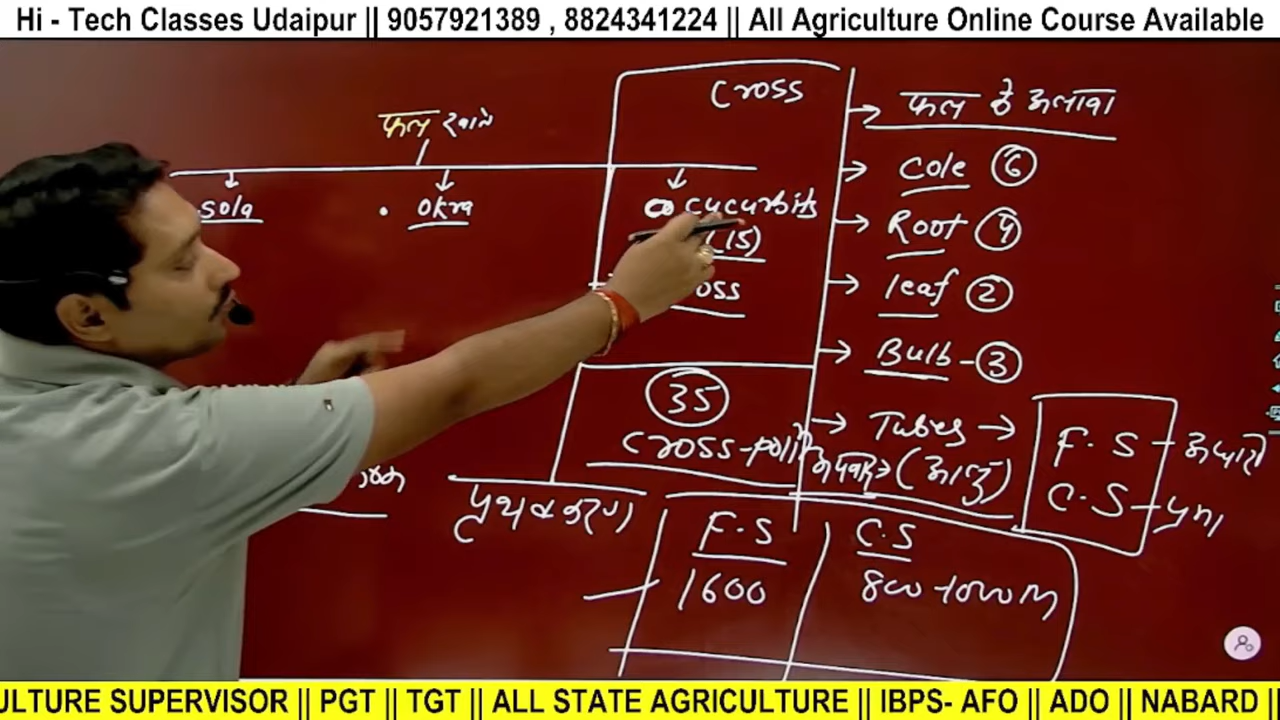 Hi - Tech Classes Udaipur || 9057921389 , 8824341224 || All Agriculture Online Course Available
cross
फल खाते
sola
• okra
cucurbits
(15)
oss
35
cross-polli
पृथक्करण
F.S C.S
1600 800-1000m
→ फल के अलावा
→ Cole 6
→ Root 4
→ leaf 2
→ Bulb - 3
→ Tubes →
अपवाद → (आलू)
F.S -
C.S -
ULTURE SUPERVISOR || PGT || TGT || ALL STATE AGRICULTURE || IBPS- AFO || ADO || NABARD ||